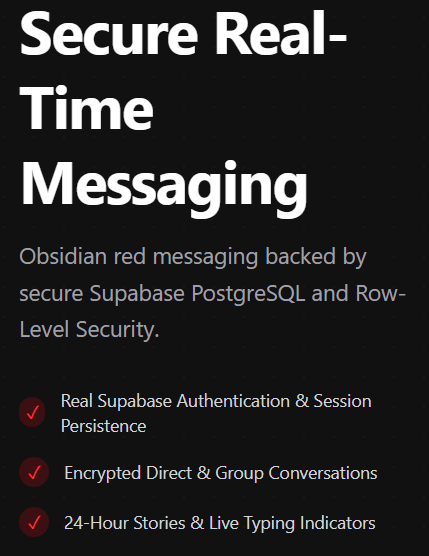 Secure Real-
Time
Messaging
Obsidian red messaging backed by
secure Supabase PostgreSQL and Row-
Level Security.
Real Supabase Authentication & Session
Persistence
Encrypted Direct & Group Conversations
24-Hour Stories & Live Typing Indicators